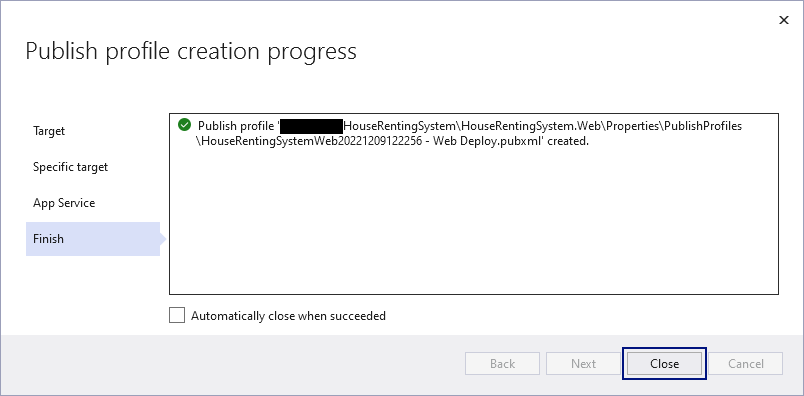 Publish profile creation progress
Target
Specific target
App Service
Finish
Publish profile 'HouseRentingSystem\HouseRentingSystem.Web\Properties\PublishProfiles
\HouseRentingSystemWeb20221209122256 - Web Deploy.pubxml' created.
Automatically close when succeeded
Back
Next
Close
Cancel